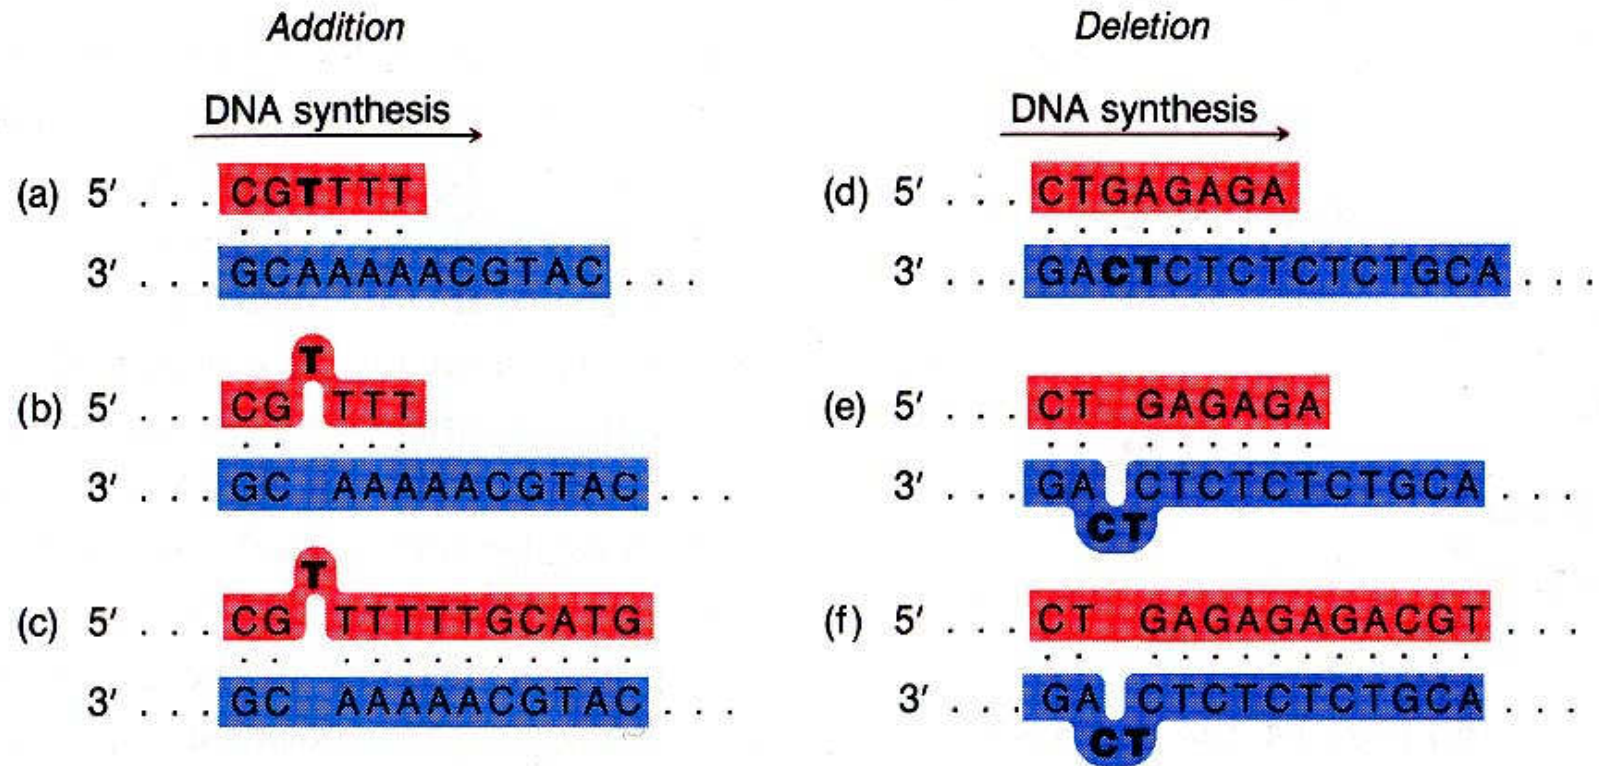 Addition
DNA synthesis
(a) 5′ . . . CGTTTT
3′ . . . GCAAAAACGTAC . . .
T
(b) 5′ . . . CG TTT
3′ . . . GC AAAAACGTAC . . .
T
(c) 5′ . . . CG TTTTTGCATG
3′ . . . GC AAAAACGTAC . . .
Deletion
DNA synthesis
(d) 5′ . . . CTGAGAGA
3′ . . . GACTCTCTCTCTGCA . . .
(e) 5′ . . . CT GAGAGA
3′ . . . GA CTCTCTCTGCA . . .
CT
(f) 5′ . . . CT GAGAGAGACGT . . .
3′ . . . GA CTCTCTCTGCA . . .
CT